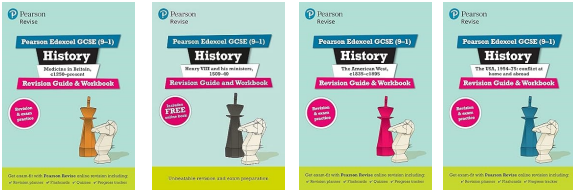 Pearson
Revise
Pearson Edexcel GCSE (9-1)
History
Medicine in Britain,
c1250-present
Revision Guide & Workbook
Revision
& exam
practice
Get exam-fit with Pearson Revise online revision including:
✓ Revision planner ✓ Flashcards ✓ Quizzes ✓ Progress tracker
Pearson
Revise
Pearson Edexcel GCSE (9-1)
History
Henry VIII and his ministers,
1509-40
Revision Guide and Workbook
Includes
FREE
online book
Unbeatable revision and exam preparation
Pearson
Revise
Pearson Edexcel GCSE (9-1)
History
The American West,
c1835-c1895
Revision Guide & Workbook
Revision
& exam
practice
Get exam-fit with Pearson Revise online revision including:
✓ Revision planner ✓ Flashcards ✓ Quizzes ✓ Progress tracker
Pearson
Revise
Pearson Edexcel GCSE (9-1)
History
The USA, 1954-75: conflict at
home and abroad
Revision Guide & Workbook
Revision
& exam
practice
Get exam-fit with Pearson Revise online revision including:
✓ Revision planner ✓ Flashcards ✓ Quizzes ✓ Progress tracker